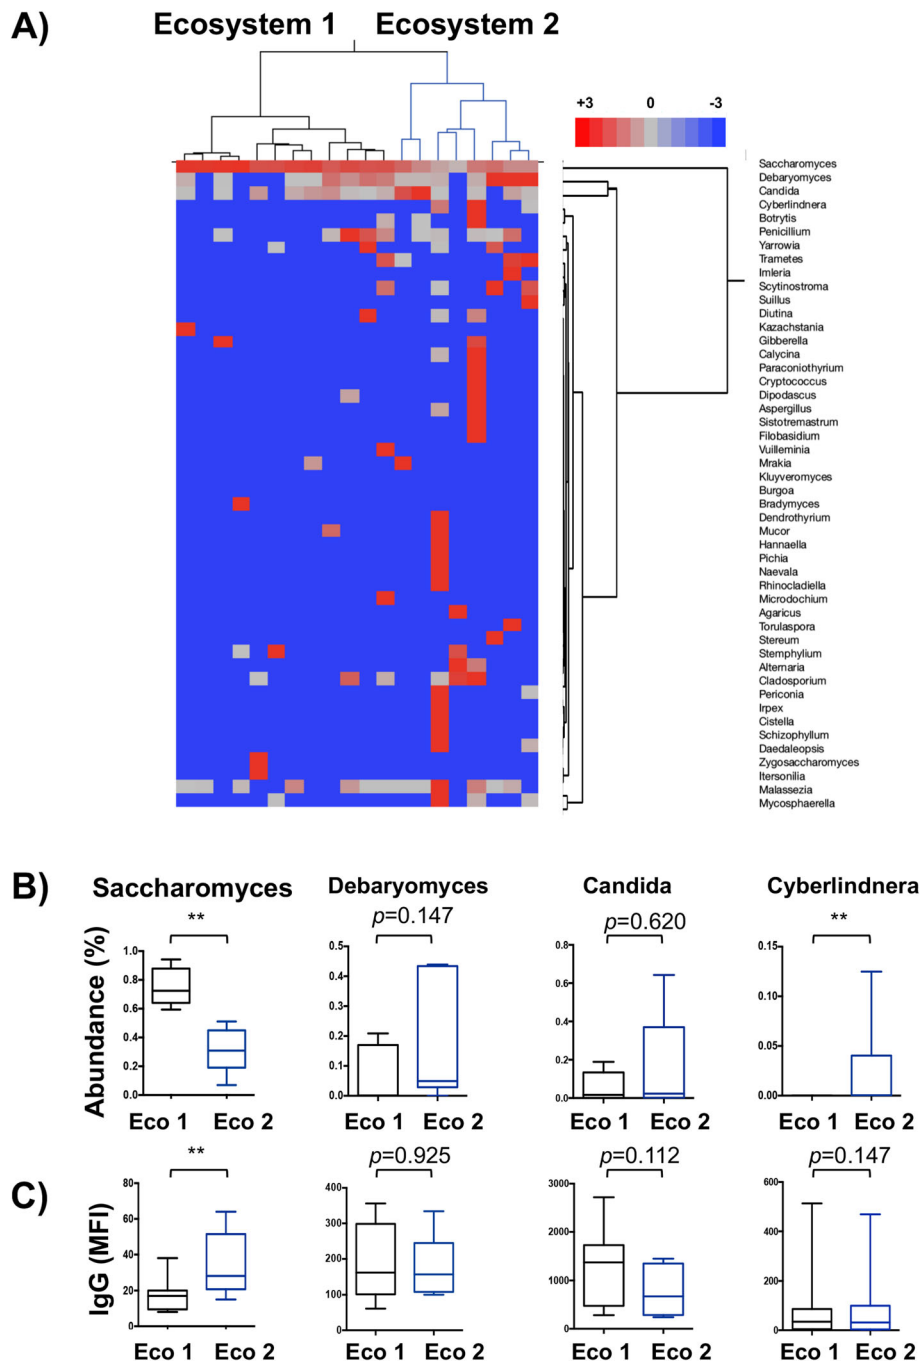 A)
Ecosystem 1 Ecosystem 2
+3 0 -3
Saccharomyces
Debaryomyces
Candida
Cyberlindnera
Botrytis
Penicillium
Yarrowia
Trametes
Imleria
Scytinostroma
Suillus
Diutina
Kazachstania
Gibberella
Calycina
Paraconiothyrium
Cryptococcus
Dipodascus
Aspergillus
Sistotremastrum
Filobasidium
Vuilleminia
Mrakia
Kluyveromyces
Burgoa
Bradymyces
Dendrothyrium
Mucor
Hannaella
Pichia
Naevala
Rhinocladiella
Microdochium
Agaricus
Torulaspora
Stereum
Stemphylium
Alternaria
Cladosporium
Periconia
Irpex
Cistella
Schizophyllum
Daedaleopsis
Zygosaccharomyces
Itersonilia
Malassezia
Mycosphaerella
B)
Saccharomyces Debaryomyces Candida Cyberlindnera
** p=0.147 p=0.620 **
Abundance (%)
1.0
0.8
0.6
0.4
0.2
0.0
Eco 1 Eco 2
0.5
0.4
0.3
0.2
0.1
0.0
Eco 1 Eco 2
0.8
0.6
0.4
0.2
0.0
Eco 1 Eco 2
0.15
0.10
0.05
0.00
Eco 1 Eco 2
C)
** p=0.925 p=0.112 p=0.147
IgG (MFI)
80
60
40
20
0
Eco 1 Eco 2
400
300
200
100
0
Eco 1 Eco 2
3000
2000
1000
0
Eco 1 Eco 2
600
400
200
0
Eco 1 Eco 2